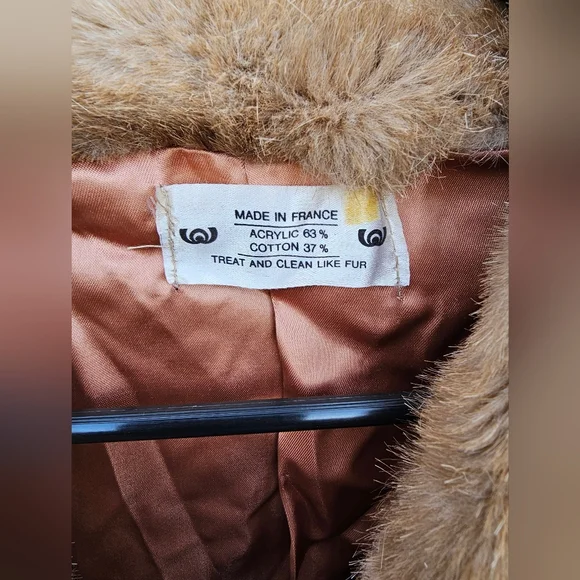 MADE IN FRANCE
ACRYLIC 63 %
COTTON 37 %
TREAT AND CLEAN LIKE FUR